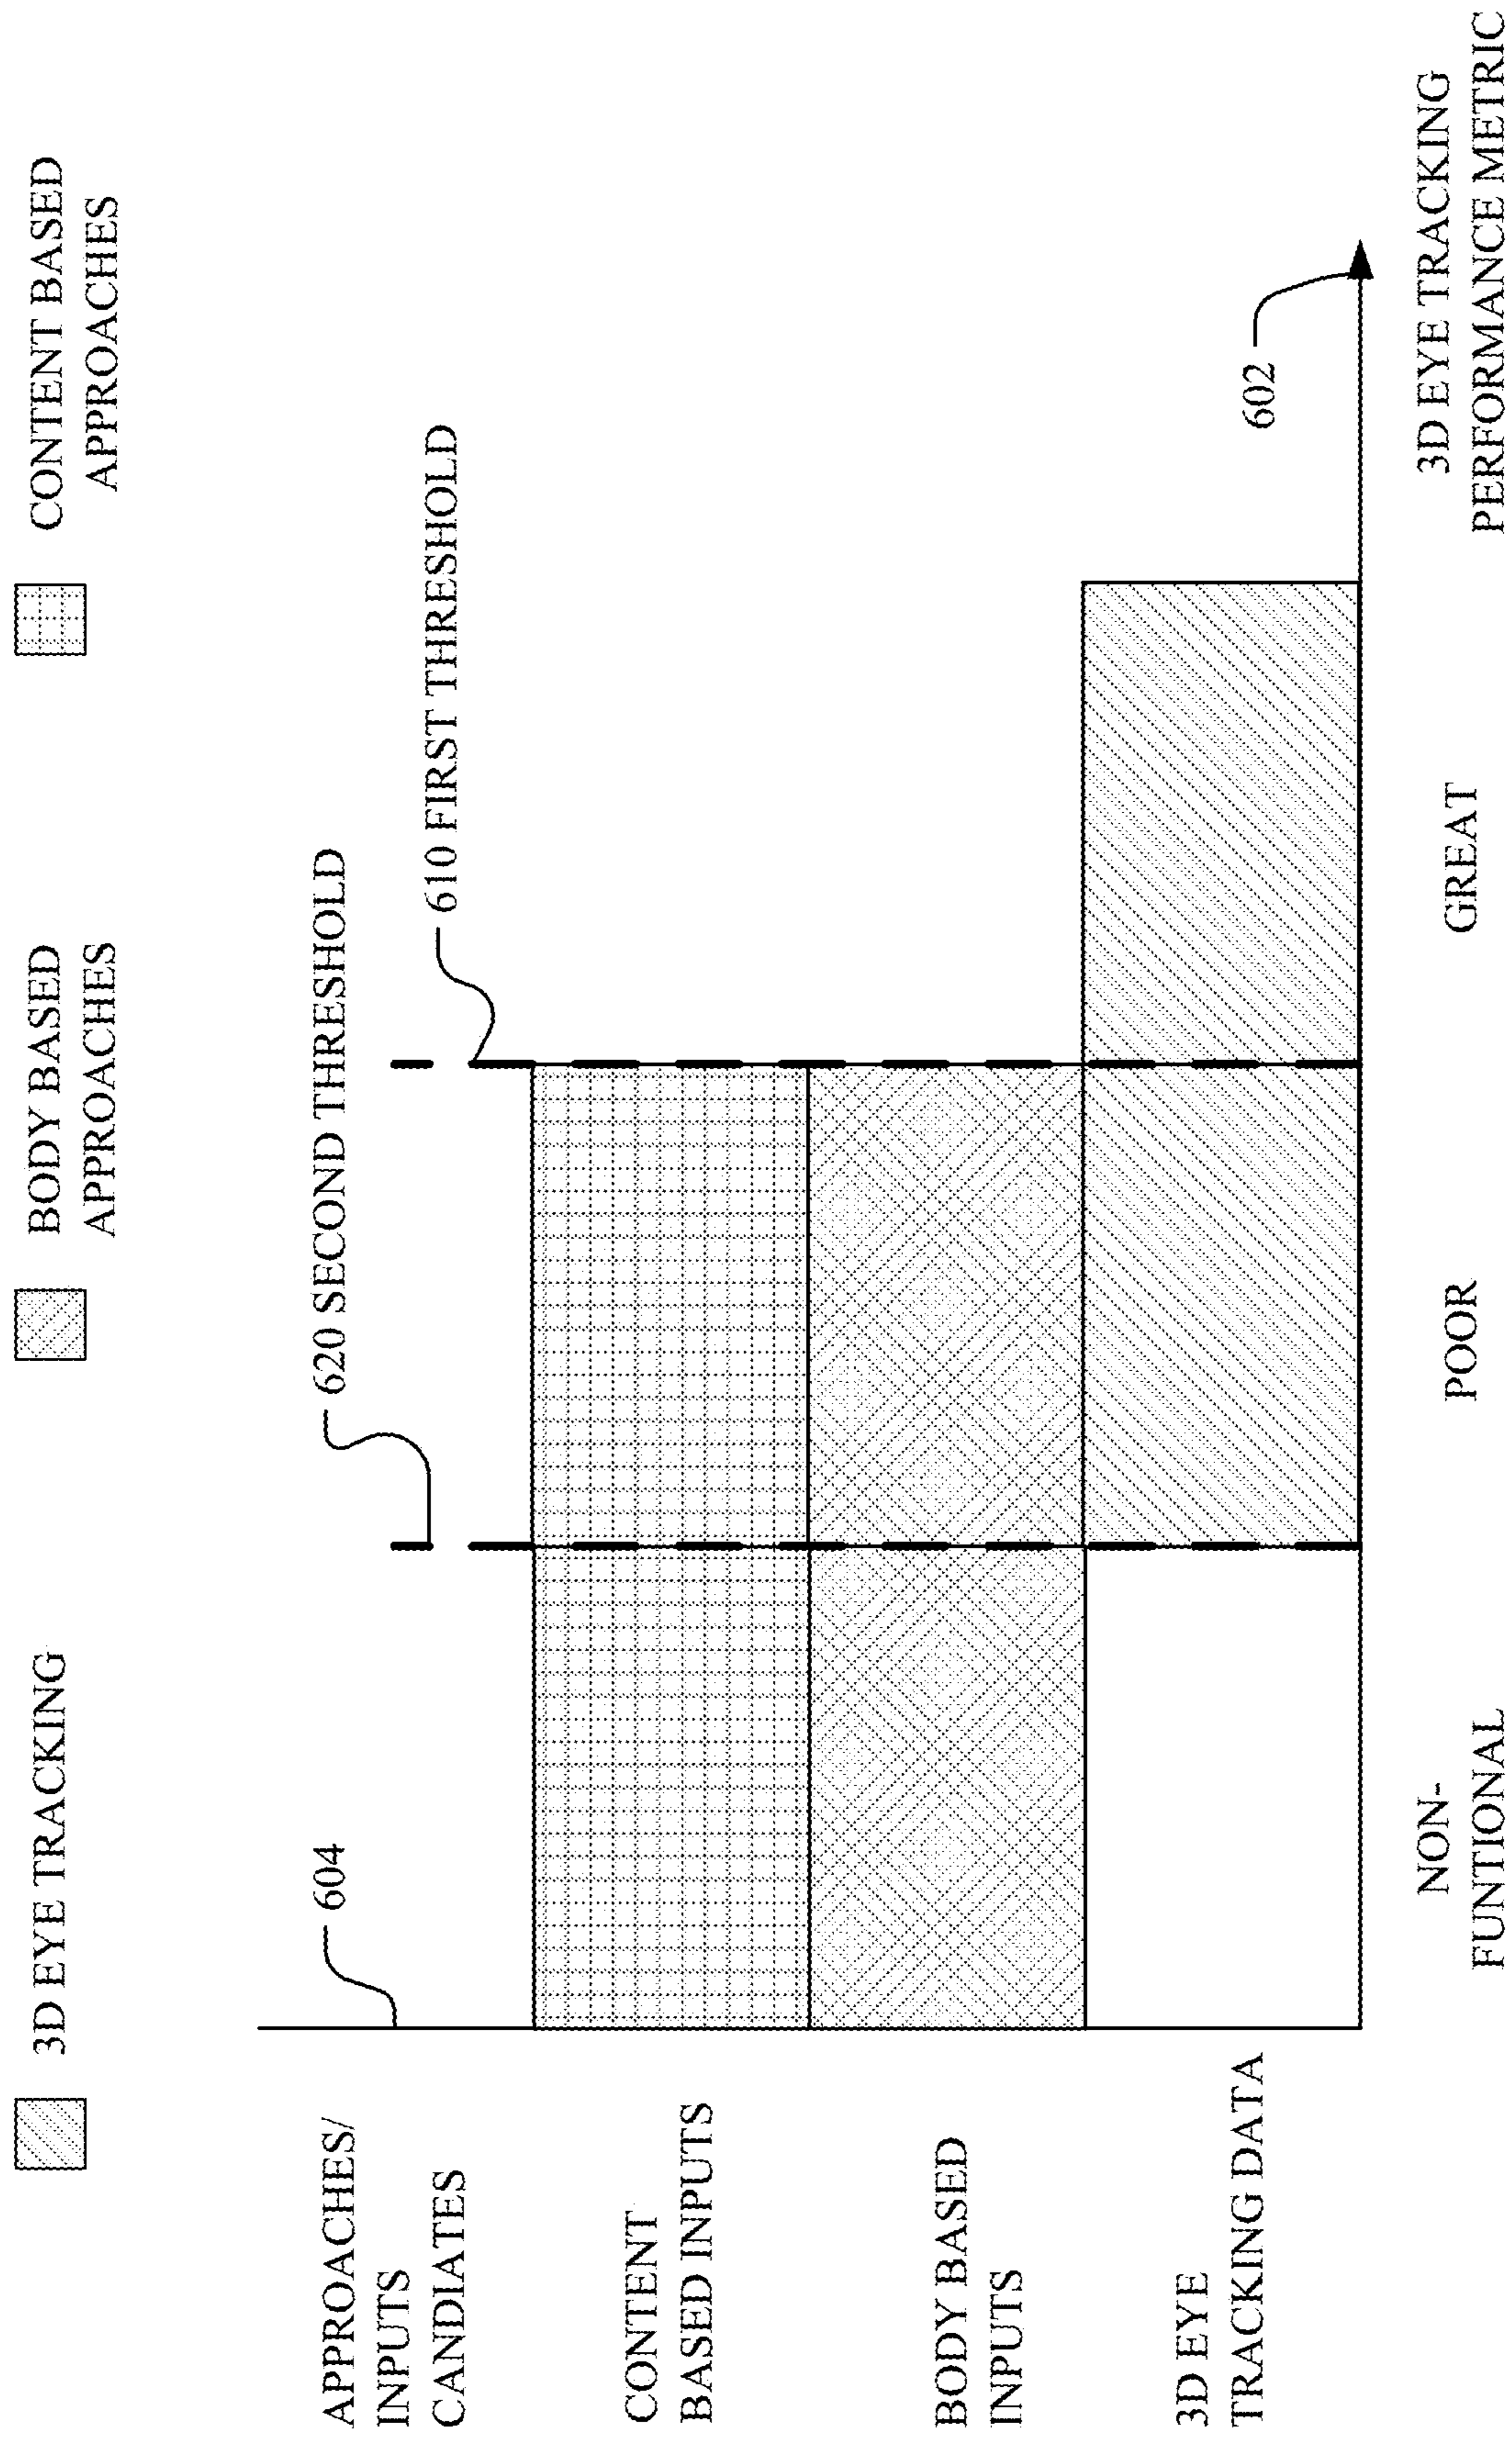 3D EYE TRACKING
BODY BASED
APPROACHES
CONTENT BASED
APPROACHES
APPROACHES/
INPUTS
CANDIATES
604
620 SECOND THRESHOLD
610 FIRST THRESHOLD
CONTENT
BASED INPUTS
BODY BASED
INPUTS
3D EYE
TRACKING DATA
602
NON-
FUNTIONAL
POOR
GREAT
3D EYE TRACKING
PERFORMANCE METRIC